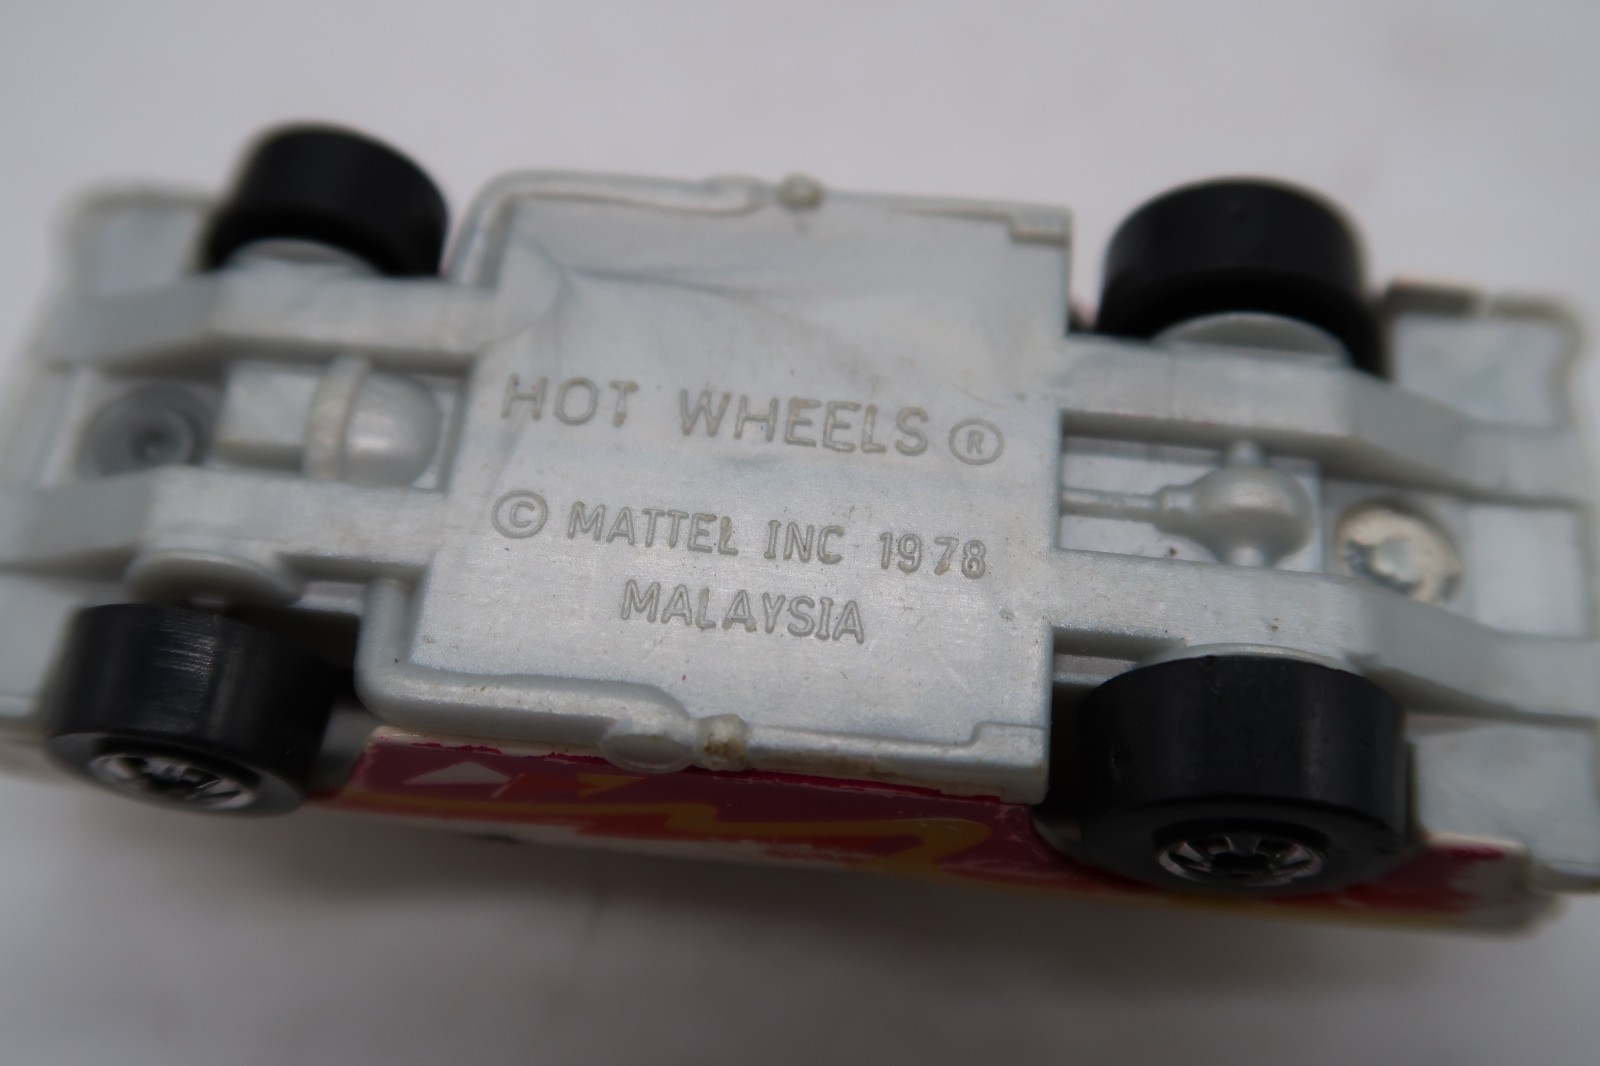 HOT WHEELS ®
© MATTEL INC 1978
MALAYSIA